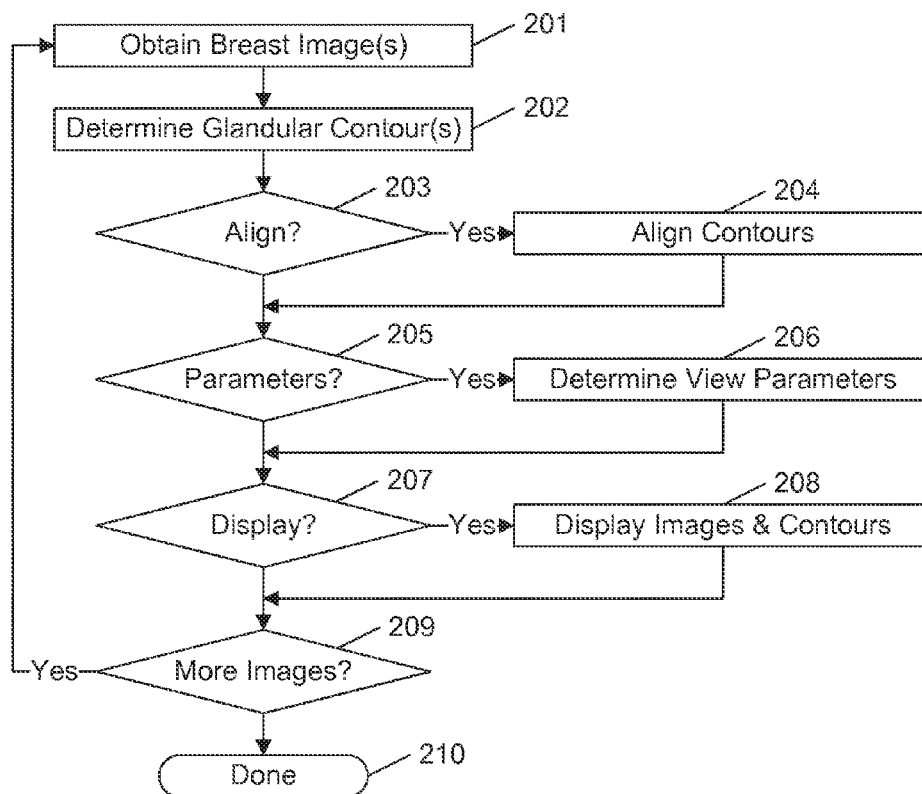 Obtain Breast Image(s)
201
Determine Glandular Contour(s)
202
Align?
203
Yes
Align Contours
204
Parameters?
205
Yes
Determine View Parameters
206
Display?
207
Yes
Display Images & Contours
208
More Images?
209
Yes
Done
210